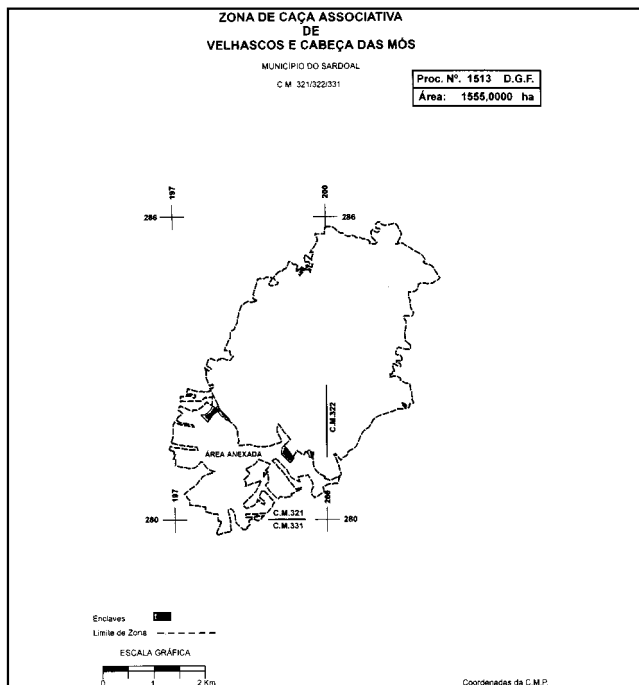 ZONA DE CAÇA ASSOCIATIVA
DE
VELHASCOS E CABEÇA DAS MÓS
MUNICÍPIO DO SARDOAL
C M 321/322/331
Proc. Nº. 1513 D.G.F.
Área: 1555,0000 ha
197
200
286
286
C.M.322
ÁREA ANEXADA
197
200
280
C.M.321
C.M.331
280
Enclaves
Limite de Zona
ESCALA GRÁFICA
0 1 2 Km
Coordenadas da C.M.P.